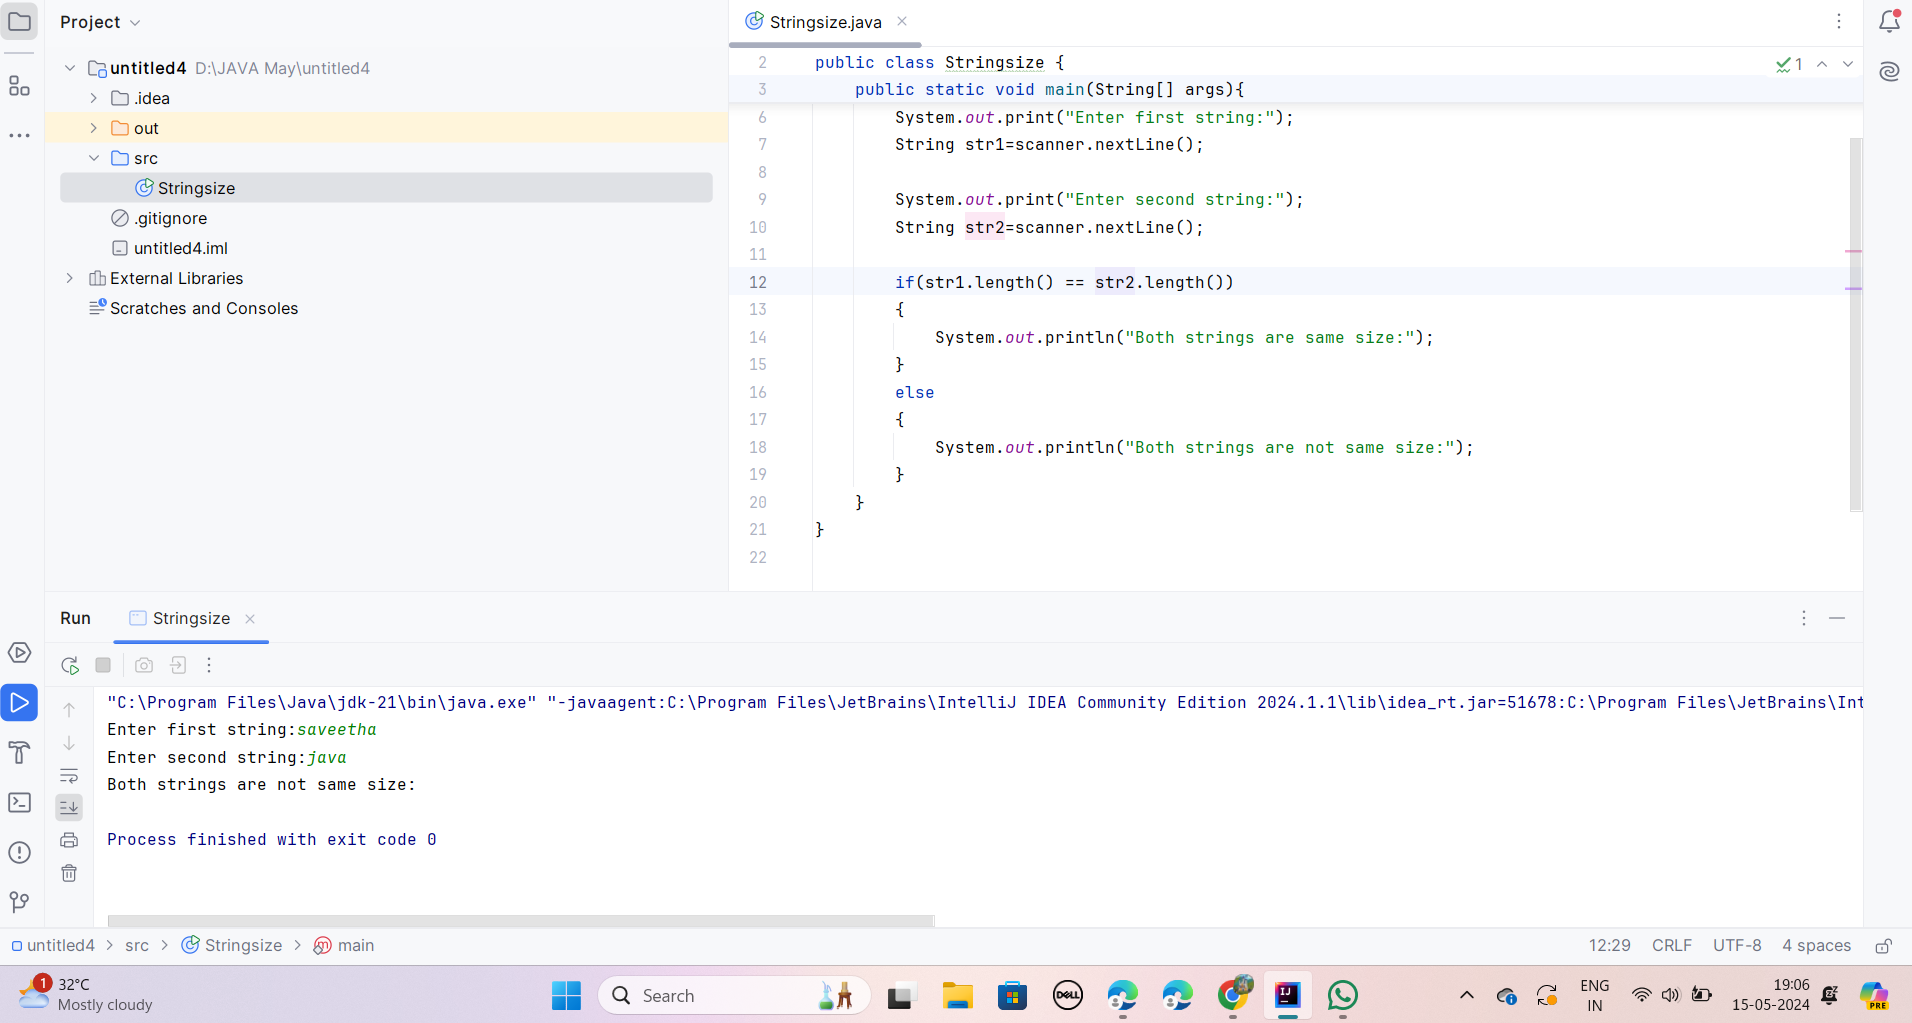 Project
Stringsize.java
untitled4 D:\JAVA May\untitled4
.idea
out
src
Stringsize
.gitignore
untitled4.iml
External Libraries
Scratches and Consoles
1
2 public class Stringsize {
3 public static void main(String[] args){
6 System.out.print("Enter first string:");
7 String str1=scanner.nextLine();
8
9 System.out.print("Enter second string:");
10 String str2=scanner.nextLine();
11
12 if(str1.length() == str2.length())
13 {
14 System.out.println("Both strings are same size:");
15 }
16 else
17 {
18 System.out.println("Both strings are not same size:");
19 }
20 }
21 }
22
Run Stringsize
"C:\Program Files\Java\jdk-21\bin\java.exe" "-javaagent:C:\Program Files\JetBrains\IntelliJ IDEA Community Edition 2024.1.1\lib\idea_rt.jar=51678:C:\Program Files\JetBrains\Int
Enter first string:saveetha
Enter second string:java
Both strings are not same size:
Process finished with exit code 0
untitled4 > src > Stringsize > main 12:29 CRLF UTF-8 4 spaces
1
32°C
Mostly cloudy
Search
DELL
IJ
ENG
IN
19:06
15-05-2024
PRE